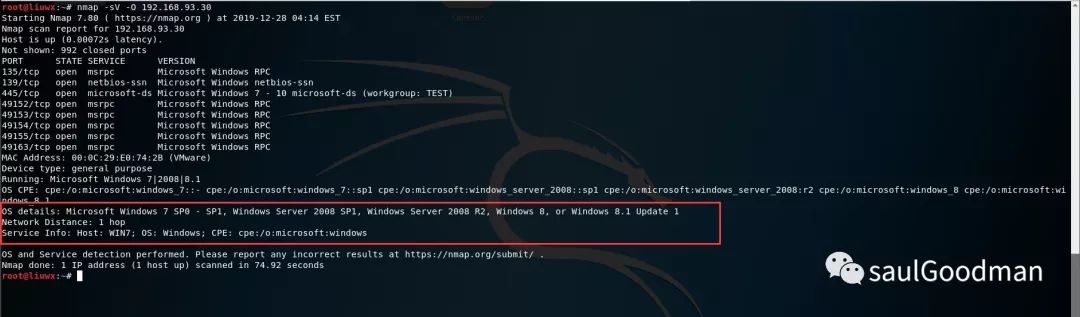 root@liuwx:~# nmap -sV -O 192.168.93.30
Starting Nmap 7.80 ( https://nmap.org ) at 2019-12-28 04:14 EST
Nmap scan report for 192.168.93.30
Host is up (0.00072s latency).
Not shown: 992 closed ports
PORT STATE SERVICE VERSION
135/tcp open msrpc Microsoft Windows RPC
139/tcp open netbios-ssn Microsoft Windows netbios-ssn
445/tcp open microsoft-ds Microsoft Windows 7 - 10 microsoft-ds (workgroup: TEST)
49152/tcp open msrpc Microsoft Windows RPC
49153/tcp open msrpc Microsoft Windows RPC
49154/tcp open msrpc Microsoft Windows RPC
49155/tcp open msrpc Microsoft Windows RPC
49163/tcp open msrpc Microsoft Windows RPC
MAC Address: 00:0C:29:E0:74:2B (VMware)
Device type: general purpose
Running: Microsoft Windows 7|2008|8.1
OS CPE: cpe:/o:microsoft:windows_7::- cpe:/o:microsoft:windows_7::sp1 cpe:/o:microsoft:windows_server_2008::sp1 cpe:/o:microsoft:windows_server_2008:r2 cpe:/o:microsoft:windows_8 cpe:/o:microsoft:wi
ndows_8.1
OS details: Microsoft Windows 7 SP0 - SP1, Windows Server 2008 SP1, Windows Server 2008 R2, Windows 8, or Windows 8.1 Update 1
Network Distance: 1 hop
Service Info: Host: WIN7; OS: Windows; CPE: cpe:/o:microsoft:windows
OS and Service detection performed. Please report any incorrect results at https://nmap.org/submit/ .
Nmap done: 1 IP address (1 host up) scanned in 74.92 seconds
root@liuwx:~#
saulGoodman